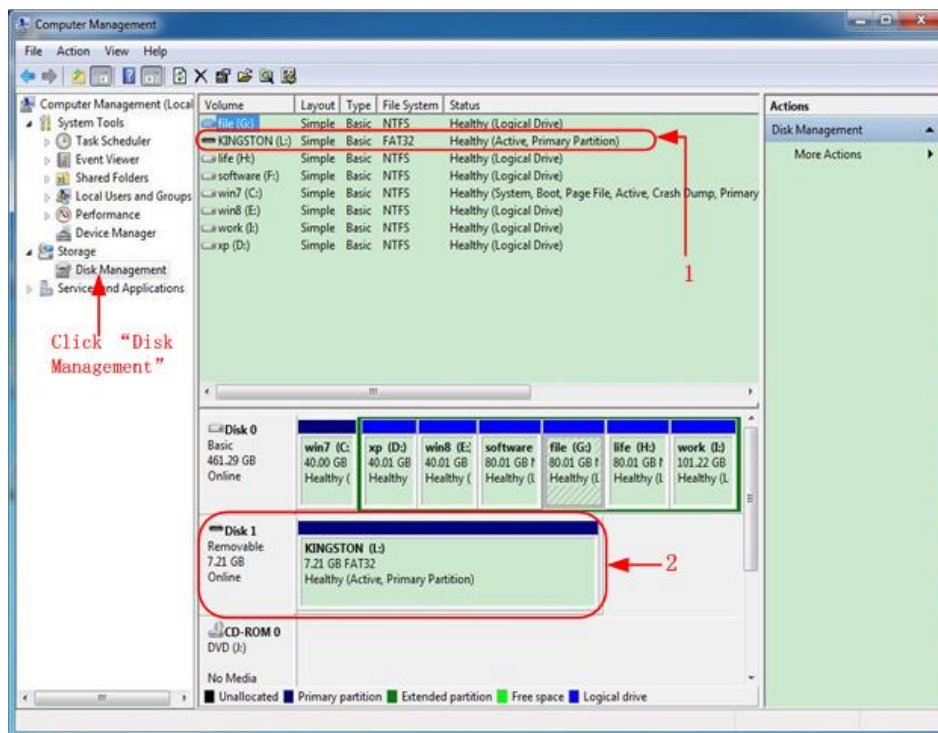 Computer Management
File Action View Help
Computer Management (Local
System Tools
Task Scheduler
Event Viewer
Shared Folders
Local Users and Groups
Performance
Device Manager
Storage
Disk Management
Services and Applications
Click “Disk
Management”
Volume Layout Type File System Status
file (G:) Simple Basic NTFS Healthy (Logical Drive)
KINGSTON (L:) Simple Basic FAT32 Healthy (Active, Primary Partition)
life (H:) Simple Basic NTFS Healthy (Logical Drive)
software (F:) Simple Basic NTFS Healthy (Logical Drive)
win7 (C:) Simple Basic NTFS Healthy (System, Boot, Page File, Active, Crash Dump, Primary
win8 (E:) Simple Basic NTFS Healthy (Logical Drive)
work (I:) Simple Basic NTFS Healthy (Logical Drive)
xp (D:) Simple Basic NTFS Healthy (Logical Drive)
1
Disk 0
Basic
461.29 GB
Online
win7 (C:
40.00 GB
Healthy (
xp (D:)
40.01 GB
Healthy
win8 (E:
40.01 GB
Healthy (
software
80.01 GB
Healthy (L
file (G:)
80.01 GB
Healthy (L
life (H:)
80.01 GB
Healthy (L
work (I:)
101.22 GB
Healthy (L
Disk 1
Removable
7.21 GB
Online
KINGSTON (L:)
7.21 GB FAT32
Healthy (Active, Primary Partition)
2
CD-ROM 0
DVD (J:)
No Media
Unallocated Primary partition Extended partition Free space Logical drive
Actions
Disk Management
More Actions